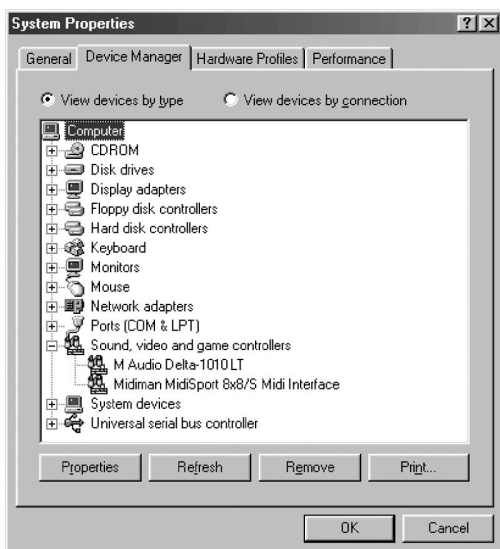 System Properties
General Device Manager Hardware Profiles Performance
View devices by type View devices by connection
Computer
CDROM
Disk drives
Display adapters
Floppy disk controllers
Hard disk controllers
Keyboard
Monitors
Mouse
Network adapters
Ports (COM & LPT)
Sound, video and game controllers
M Audio Delta-1010LT
Midiman MidiSport 8x8/S Midi Interface
System devices
Universal serial bus controller
Properties Refresh Remove Print...
OK Cancel